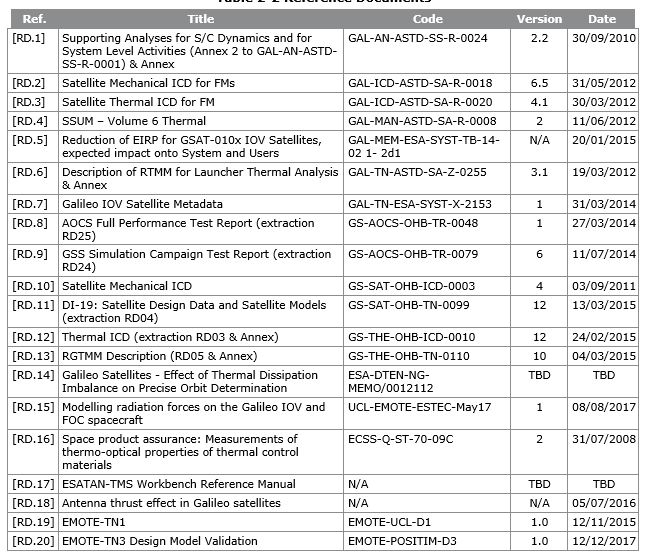 Table 2-2 Reference Documents
Ref. Title Code Version Date
[RD.1] Supporting Analyses for S/C Dynamics and for GAL-AN-ASTD-SS-R-0024 2.2 30/09/2010
System Level Activities (Annex 2 to GAL-AN-ASTD-
SS-R-0001) & Annex
[RD.2] Satellite Mechanical ICD for FMs GAL-ICD-ASTD-SA-R-0018 6.5 31/05/2012
[RD.3] Satellite Thermal ICD for FM GAL-ICD-ASTD-SA-R-0020 4.1 30/03/2012
[RD.4] SSUM – Volume 6 Thermal GAL-MAN-ASTD-SA-R-0008 2 11/06/2012
[RD.5] Reduction of EIRP for GSAT-010x IOV Satellites, GAL-MEM-ESA-SYST-TB-14- N/A 20/01/2015
expected impact onto System and Users 02 1- 2d1
[RD.6] Description of RTMM for Launcher Thermal Analysis GAL-TN-ASTD-SA-Z-0255 3.1 19/03/2012
& Annex
[RD.7] Galileo IOV Satellite Metadata GAL-TN-ESA-SYST-X-2153 1 31/03/2014
[RD.8] AOCS Full Performance Test Report (extraction GS-AOCS-OHB-TR-0048 1 27/03/2014
RD25)
[RD.9] GSS Simulation Campaign Test Report (extraction GS-AOCS-OHB-TR-0079 6 11/07/2014
RD24)
[RD.10] Satellite Mechanical ICD GS-SAT-OHB-ICD-0003 4 03/09/2011
[RD.11] DI-19: Satellite Design Data and Satellite Models GS-SAT-OHB-TN-0099 12 13/03/2015
(extraction RD04)
[RD.12] Thermal ICD (extraction RD03 & Annex) GS-THE-OHB-ICD-0010 12 24/02/2015
[RD.13] RGTMM Description (RD05 & Annex) GS-THE-OHB-TN-0110 10 04/03/2015
[RD.14] Galileo Satellites - Effect of Thermal Dissipation ESA-DTEN-NG- TBD TBD
Imbalance on Precise Orbit Determination MEMO/0012112
[RD.15] Modelling radiation forces on the Galileo IOV and UCL-EMOTE-ESTEC-May17 1 08/08/2017
FOC spacecraft
[RD.16] Space product assurance: Measurements of ECSS-Q-ST-70-09C 2 31/07/2008
thermo-optical properties of thermal control
materials
[RD.17] ESATAN-TMS Workbench Reference Manual N/A TBD TBD
[RD.18] Antenna thrust effect in Galileo satellites N/A N/A 05/07/2016
[RD.19] EMOTE-TN1 EMOTE-UCL-D1 1.0 12/11/2015
[RD.20] EMOTE-TN3 Design Model Validation EMOTE-POSITIM-D3 1.0 12/12/2017